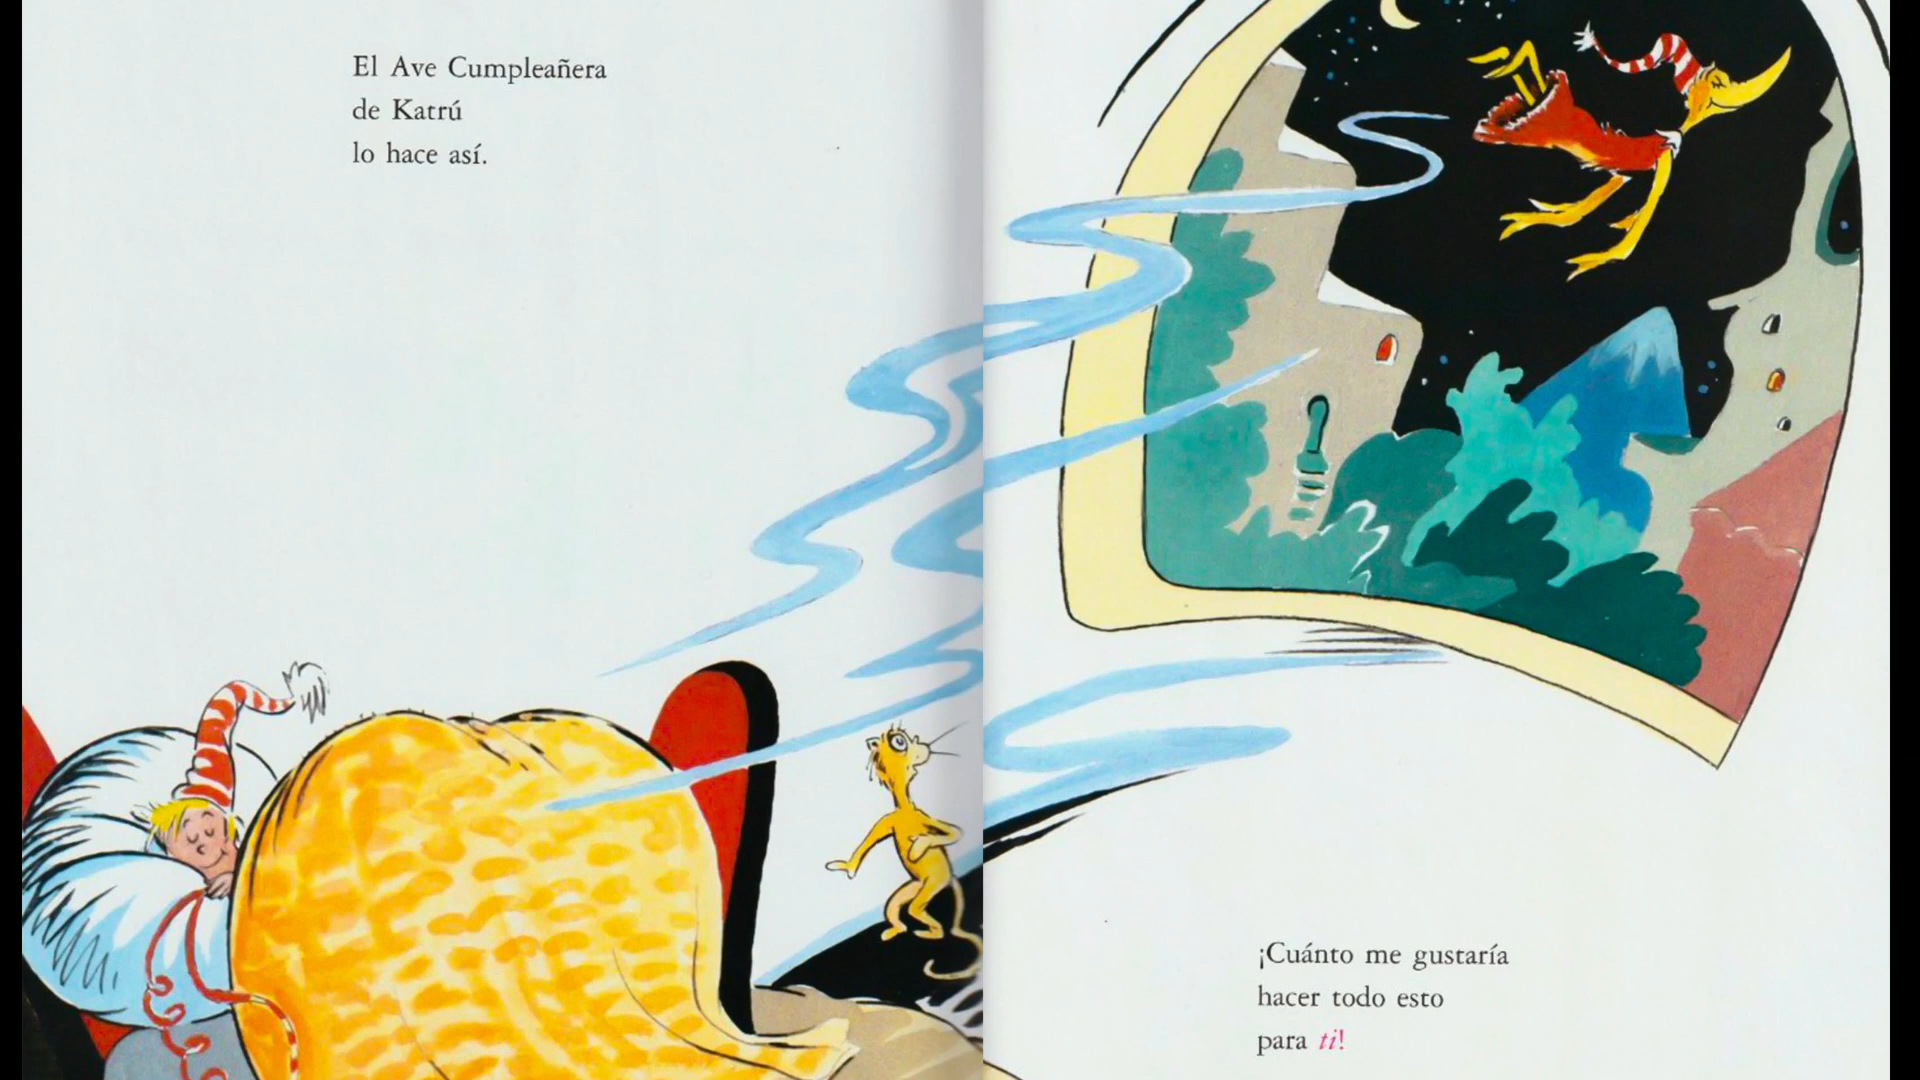 El Ave Cumpleañera
de Katrú
lo hace así.
¡Cuánto me gustaría
hacer todo esto
para ti!